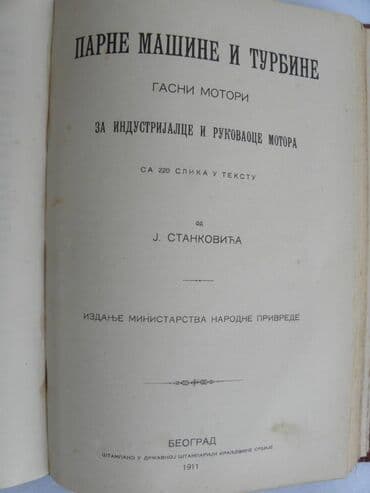 ПАРНЕ МАШИНЕ И ТУРБИНЕ
ГАСНИ МОТОРИ
ЗА ИНДУСТРИЈАЛЦЕ И РУКОВАОЦЕ МОТОРА
СА 220 СЛИКА У ТЕКСТУ
ОД
Ј. СТАНКОВИЋА
ИЗДАЊЕ МИНИСТАРСТВА НАРОДНЕ ПРИВРЕДЕ
БЕОГРАД
ШТАМПАНО У ДРЖАВНОЈ ШТАМПАРИЈИ КРАЉЕВИНЕ СРБИЈЕ
1911